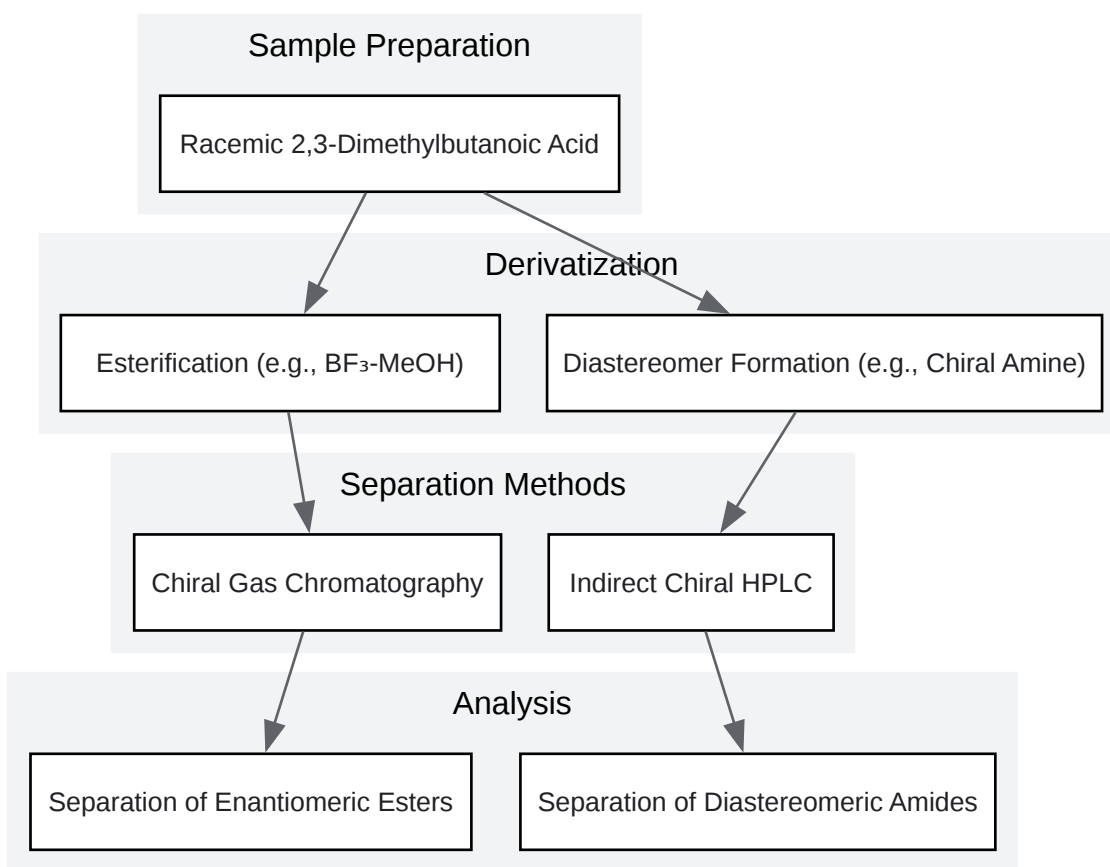 Sample Preparation
Racemic 2,3-Dimethylbutanoic Acid
Derivatization
Esterification (e.g., BF₃-MeOH)
Diastereomer Formation (e.g., Chiral Amine)
Separation Methods
Chiral Gas Chromatography
Indirect Chiral HPLC
Analysis
Separation of Enantiomeric Esters
Separation of Diastereomeric Amides